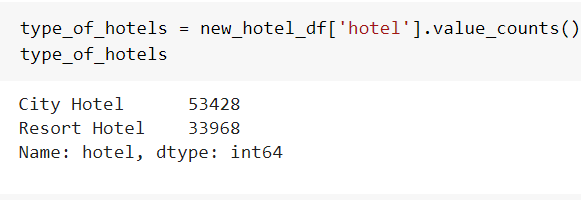 type_of_hotels = new_hotel_df['hotel'].value_counts()
type_of_hotels
City Hotel      53428
Resort Hotel    33968
Name: hotel, dtype: int64